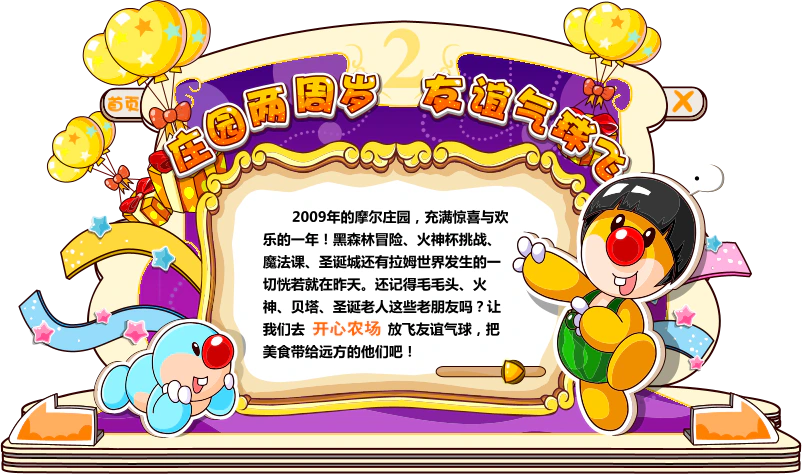 2
首页
庄园两周岁 友谊气球飞
2009年的摩尔庄园，充满惊喜与欢
乐的一年！黑森林冒险、火神杯挑战、
魔法课、圣诞城还有拉姆世界发生的一
切恍若就在昨天。还记得毛毛头、火
神、贝塔、圣诞老人这些老朋友吗？让
我们去 开心农场 放飞友谊气球，把
美食带给远方的他们吧！